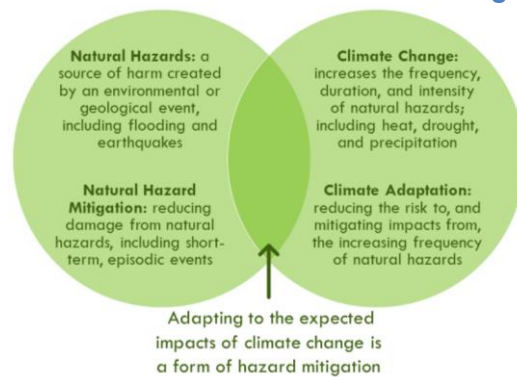 Natural Hazards: a
source of harm created
by an environmental or
geological event,
including flooding and
earthquakes
Natural Hazard
Mitigation: reducing
damage from natural
hazards, including short-
term, episodic events
Climate Change:
increases the frequency,
duration, and intensity
of natural hazards;
including heat, drought,
and precipitation
Climate Adaptation:
reducing the risk to, and
mitigating impacts from,
the increasing frequency
of natural hazards
Adapting to the expected
impacts of climate change is
a form of hazard mitigation